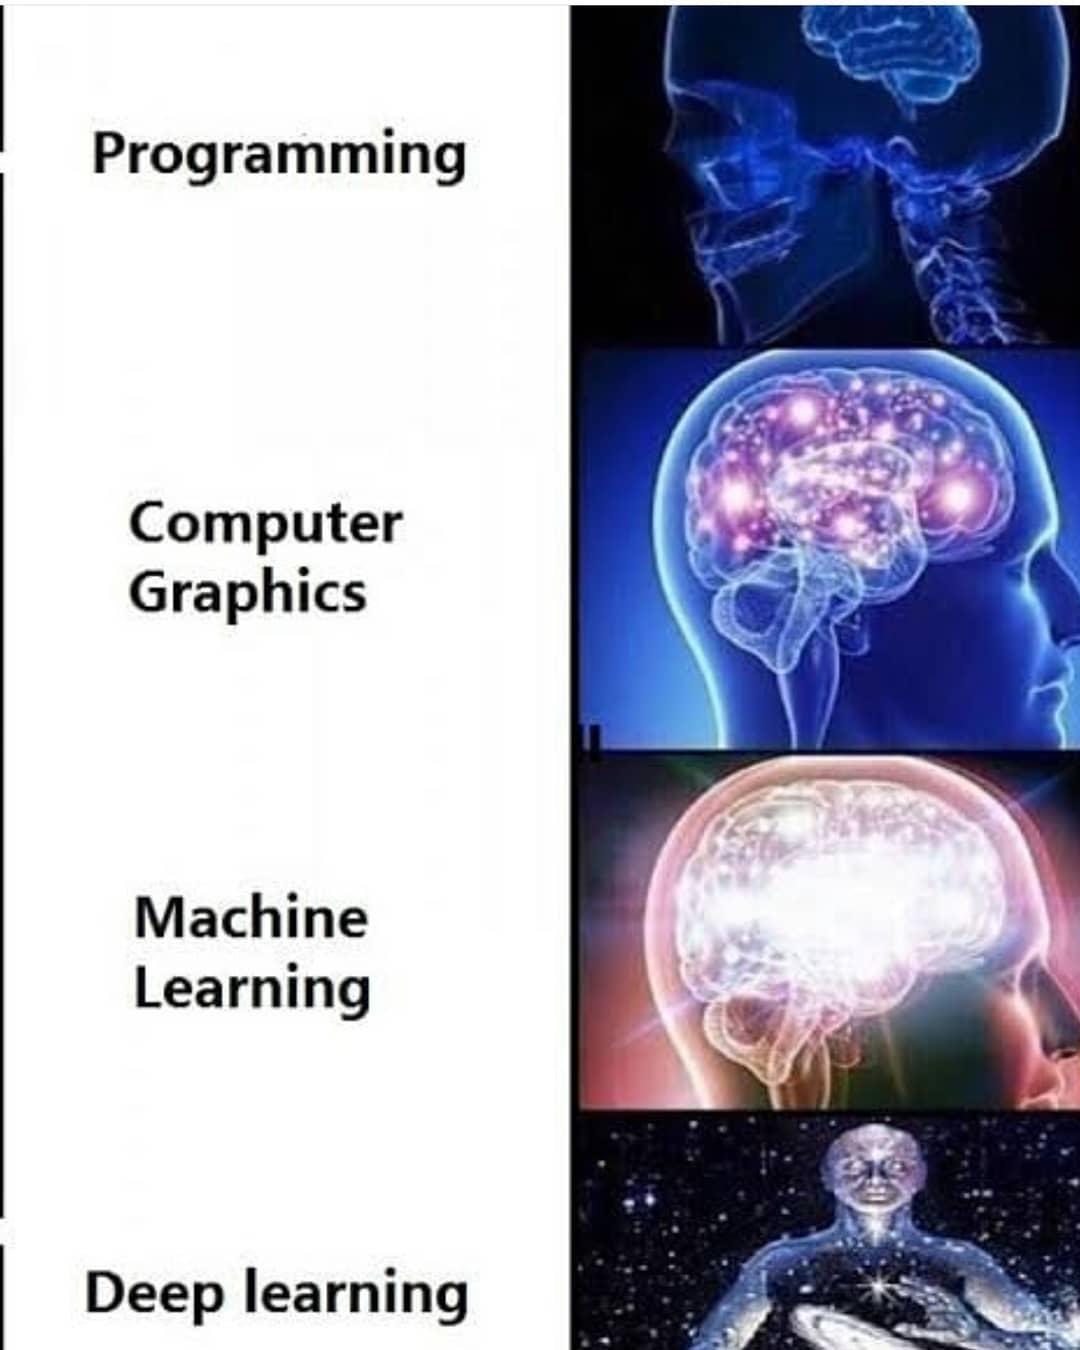 Programming
Computer
Graphics
Machine
Learning
Deep learning